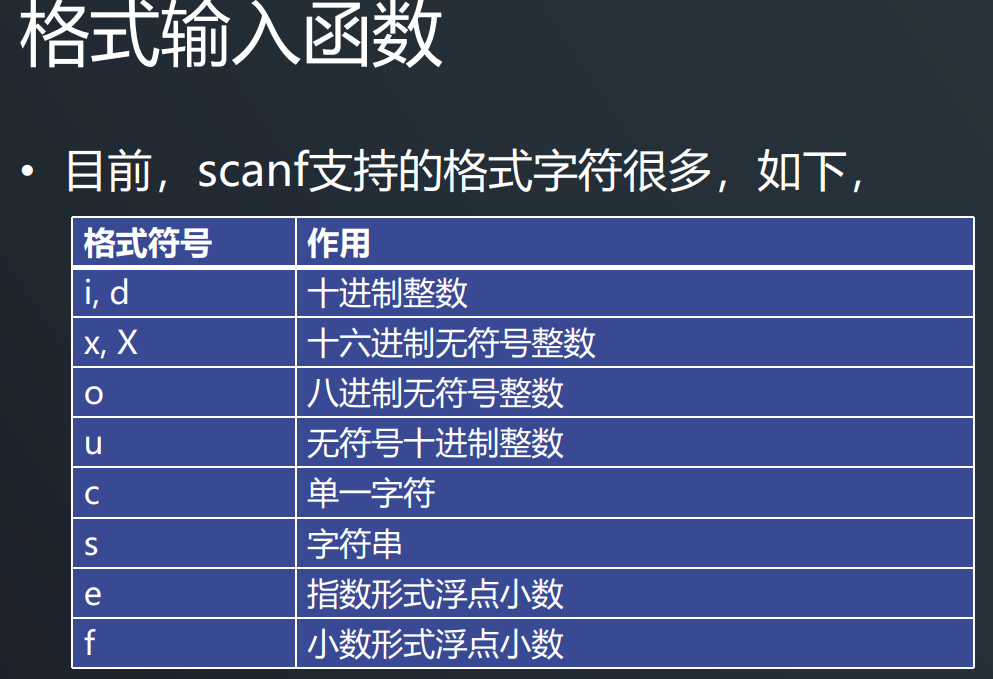 格式输入函数
• 目前，scanf支持的格式字符很多，如下，
格式符号 作用
i, d 十进制整数
x, X 十六进制无符号整数
o 八进制无符号整数
u 无符号十进制整数
c 单一字符
s 字符串
e 指数形式浮点小数
f 小数形式浮点小数